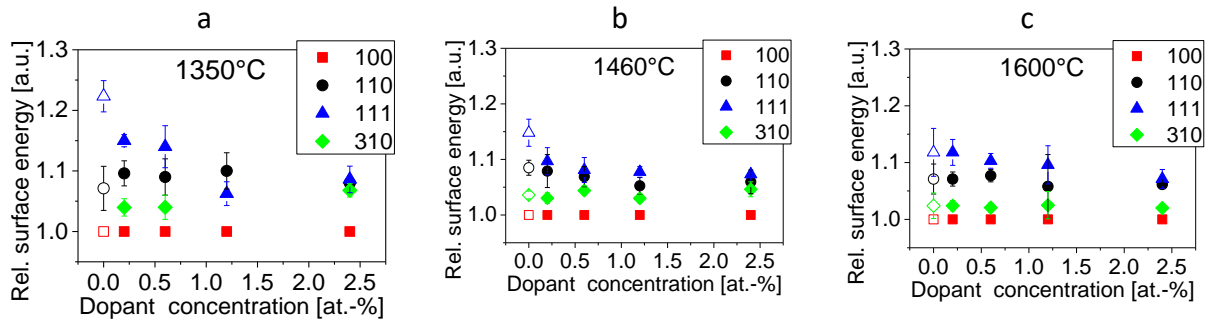 a
Rel. surface energy [a.u.]
1.3
1.2
1.1
1.0
1350°C
100
110
111
310
0.0 0.5 1.0 1.5 2.0 2.5
Dopant concentration [at.-%]
b
Rel. surface energy [a.u.]
1.3
1.2
1.1
1.0
1460°C
100
110
111
310
0.0 0.5 1.0 1.5 2.0 2.5
Dopant concentration [at.-%]
c
Rel. surface energy [a.u.]
1.3
1.2
1.1
1.0
1600°C
100
110
111
310
0.0 0.5 1.0 1.5 2.0 2.5
Dopant concentration [at.-%]